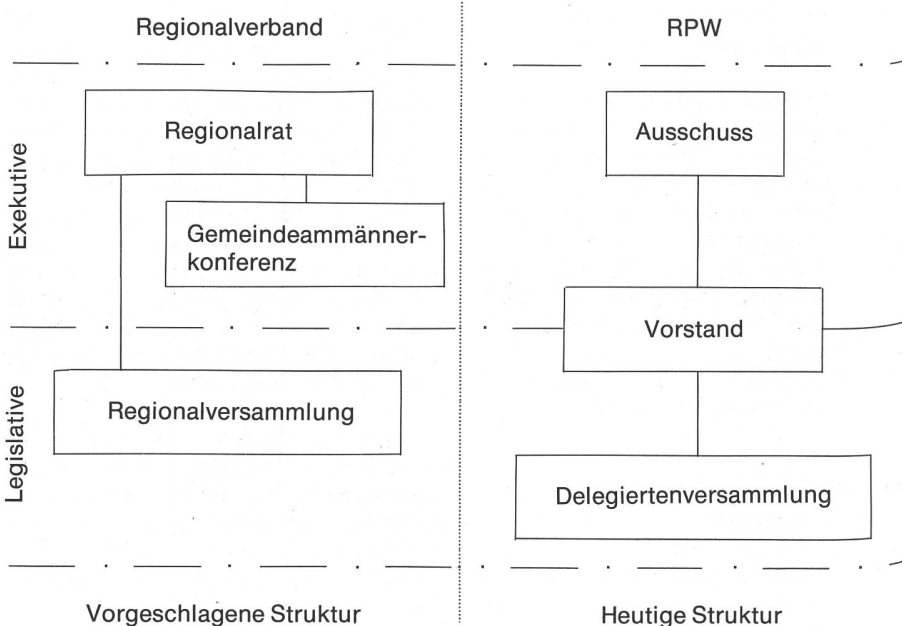 Regionalverband
RPW
Exekutive
Regionalrat
Ausschuss
Gemeindeammänner-
konferenz
Vorstand
Legislative
Regionalversammlung
Delegiertenversammlung
Vorgeschlagene Struktur
Heutige Struktur